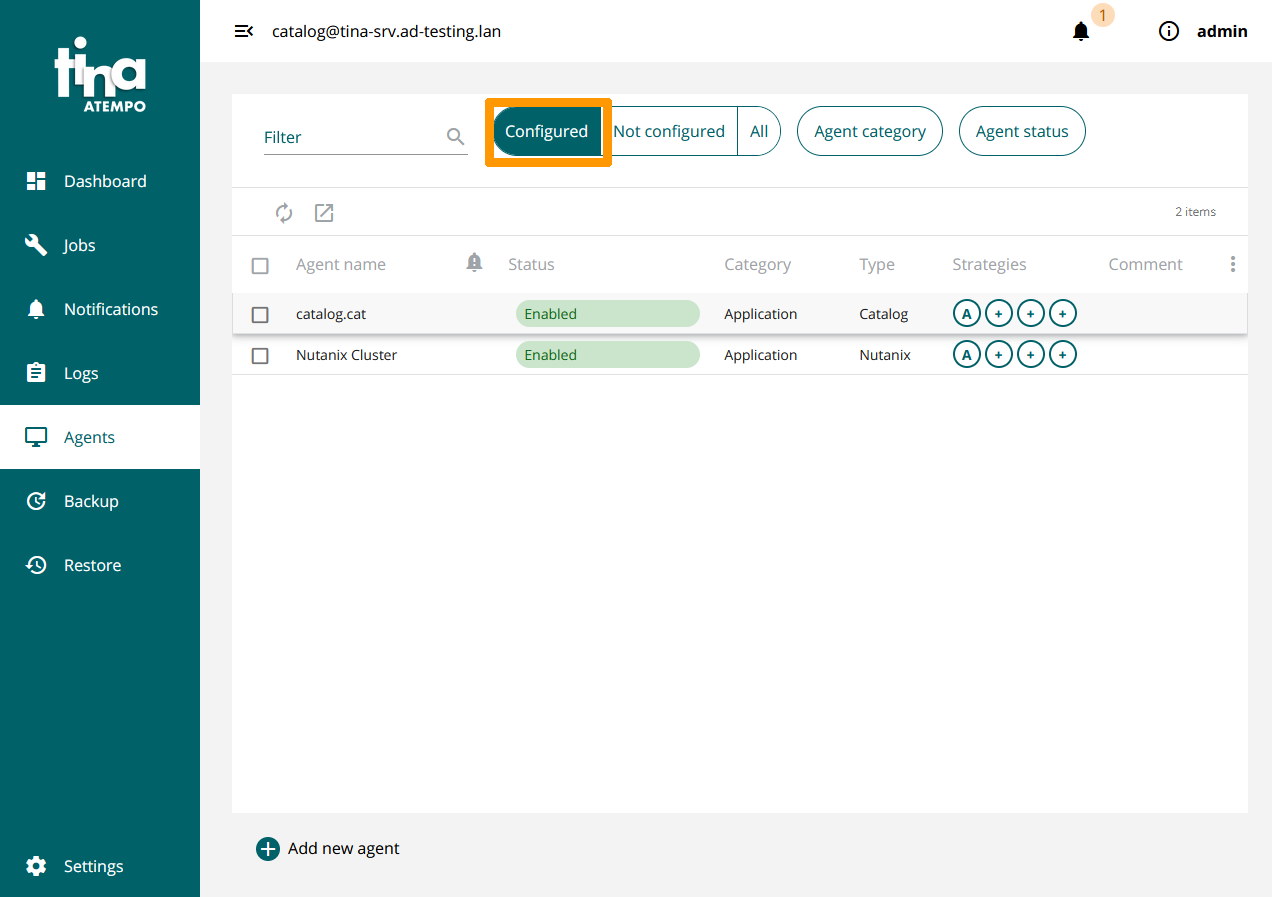 tina
ATEMPO
catalog@tina-srv.ad-testing.lan
1
admin
Dashboard
Jobs
Notifications
Logs
Agents
Backup
Restore
Settings
Filter
Configured
Not configured
All
Agent category
Agent status
2 items
Agent name Status Category Type Strategies Comment
catalog.cat Enabled Application Catalog A + + +
Nutanix Cluster Enabled Application Nutanix A + + +
Add new agent